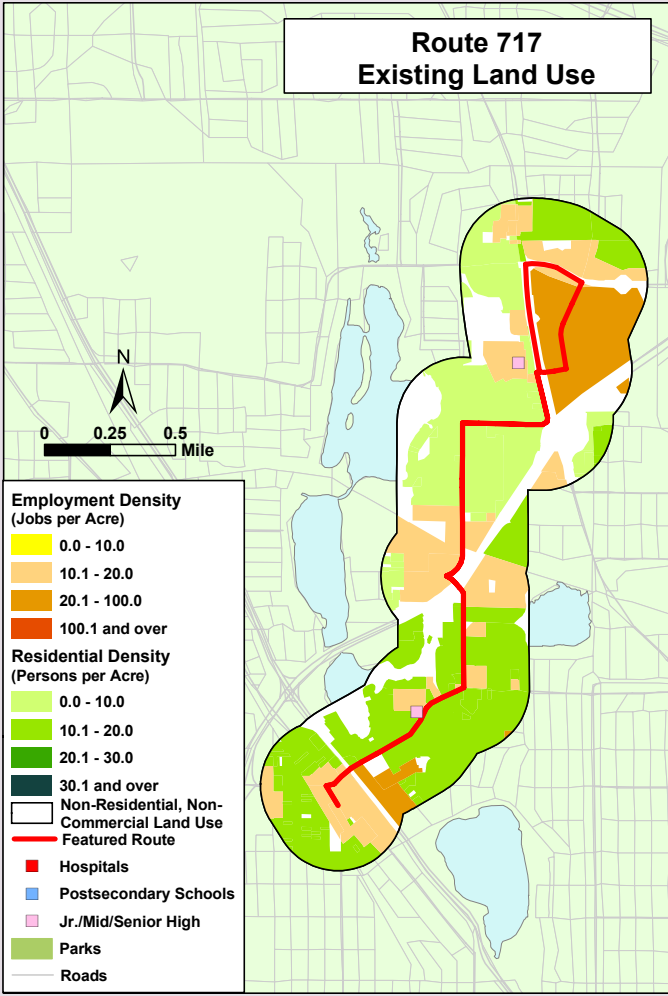 Route 717
Existing Land Use
N
0 0.25 0.5
Mile
Employment Density
(Jobs per Acre)
0.0 - 10.0
10.1 - 20.0
20.1 - 100.0
100.1 and over
Residential Density
(Persons per Acre)
0.0 - 10.0
10.1 - 20.0
20.1 - 30.0
30.1 and over
Non-Residential, Non-
Commercial Land Use
Featured Route
Hospitals
Postsecondary Schools
Jr./Mid/Senior High
Parks
Roads